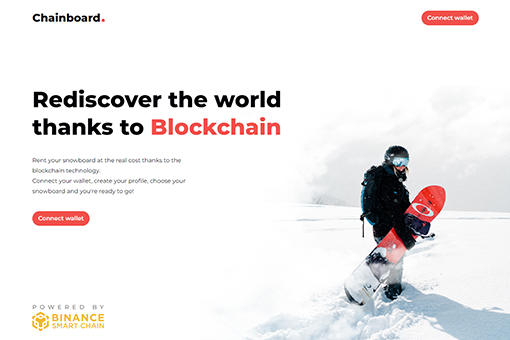 Chainboard.
Connect wallet
Rediscover the world
thanks to Blockchain
Rent your snowboard at the real cost thanks to the
blockchain technology.
Connect your wallet, create your profile, choose your
snowboard and you're ready to go!
Connect wallet
POWERED BY
BINANCE
SMART CHAIN